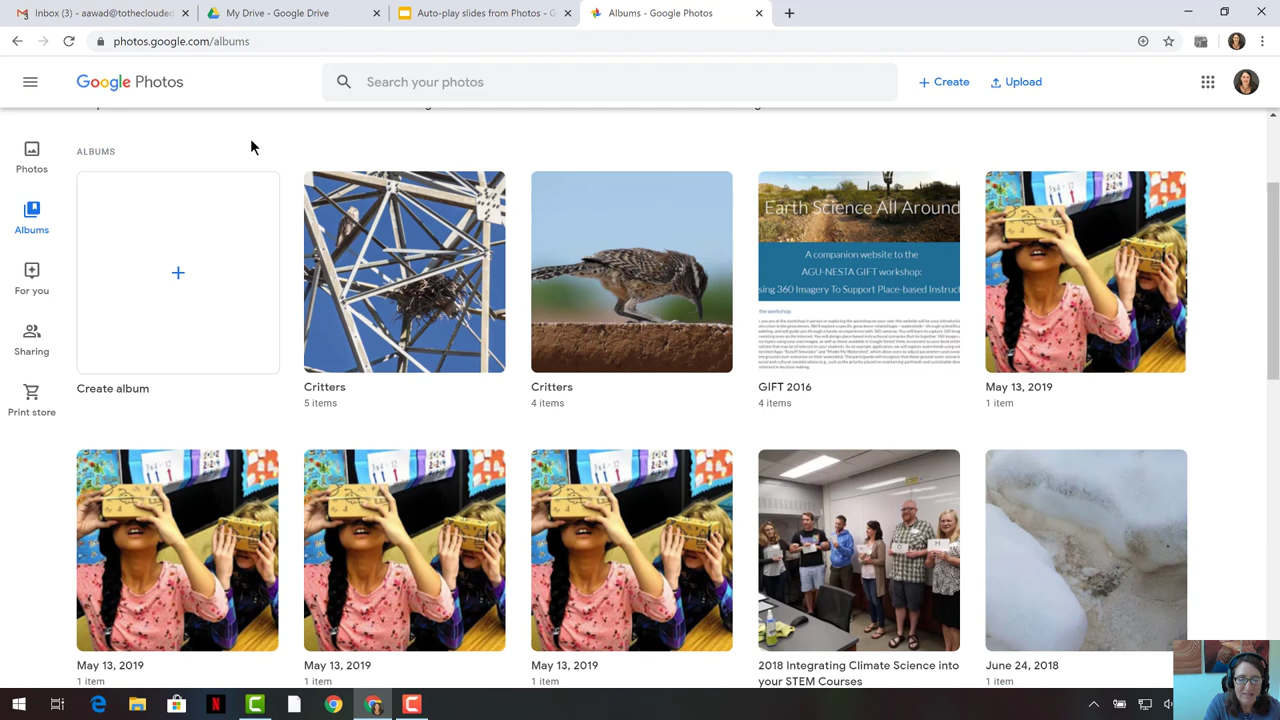 Inbox (3) - aawad@totheclouded
My Drive - Google Drive
Auto-play slides from Photos - G
Albums - Google Photos
photos.google.com/albums
Google Photos
Search your photos
Create
Upload
Photos
Albums
For you
Sharing
Print store
ALBUMS
Create album
Critters
5 items
Critters
4 items
Earth Science All Around
A companion website to the
AGU-NESTA GIFT workshop:
sing 360 Imagery To Support Place-based Instruc
the workshop
GIFT 2016
4 items
May 13, 2019
1 item
May 13, 2019
1 item
May 13, 2019
1 item
May 13, 2019
1 item
2018 Integrating Climate Science into
your STEM Courses
June 24, 2018
1 item